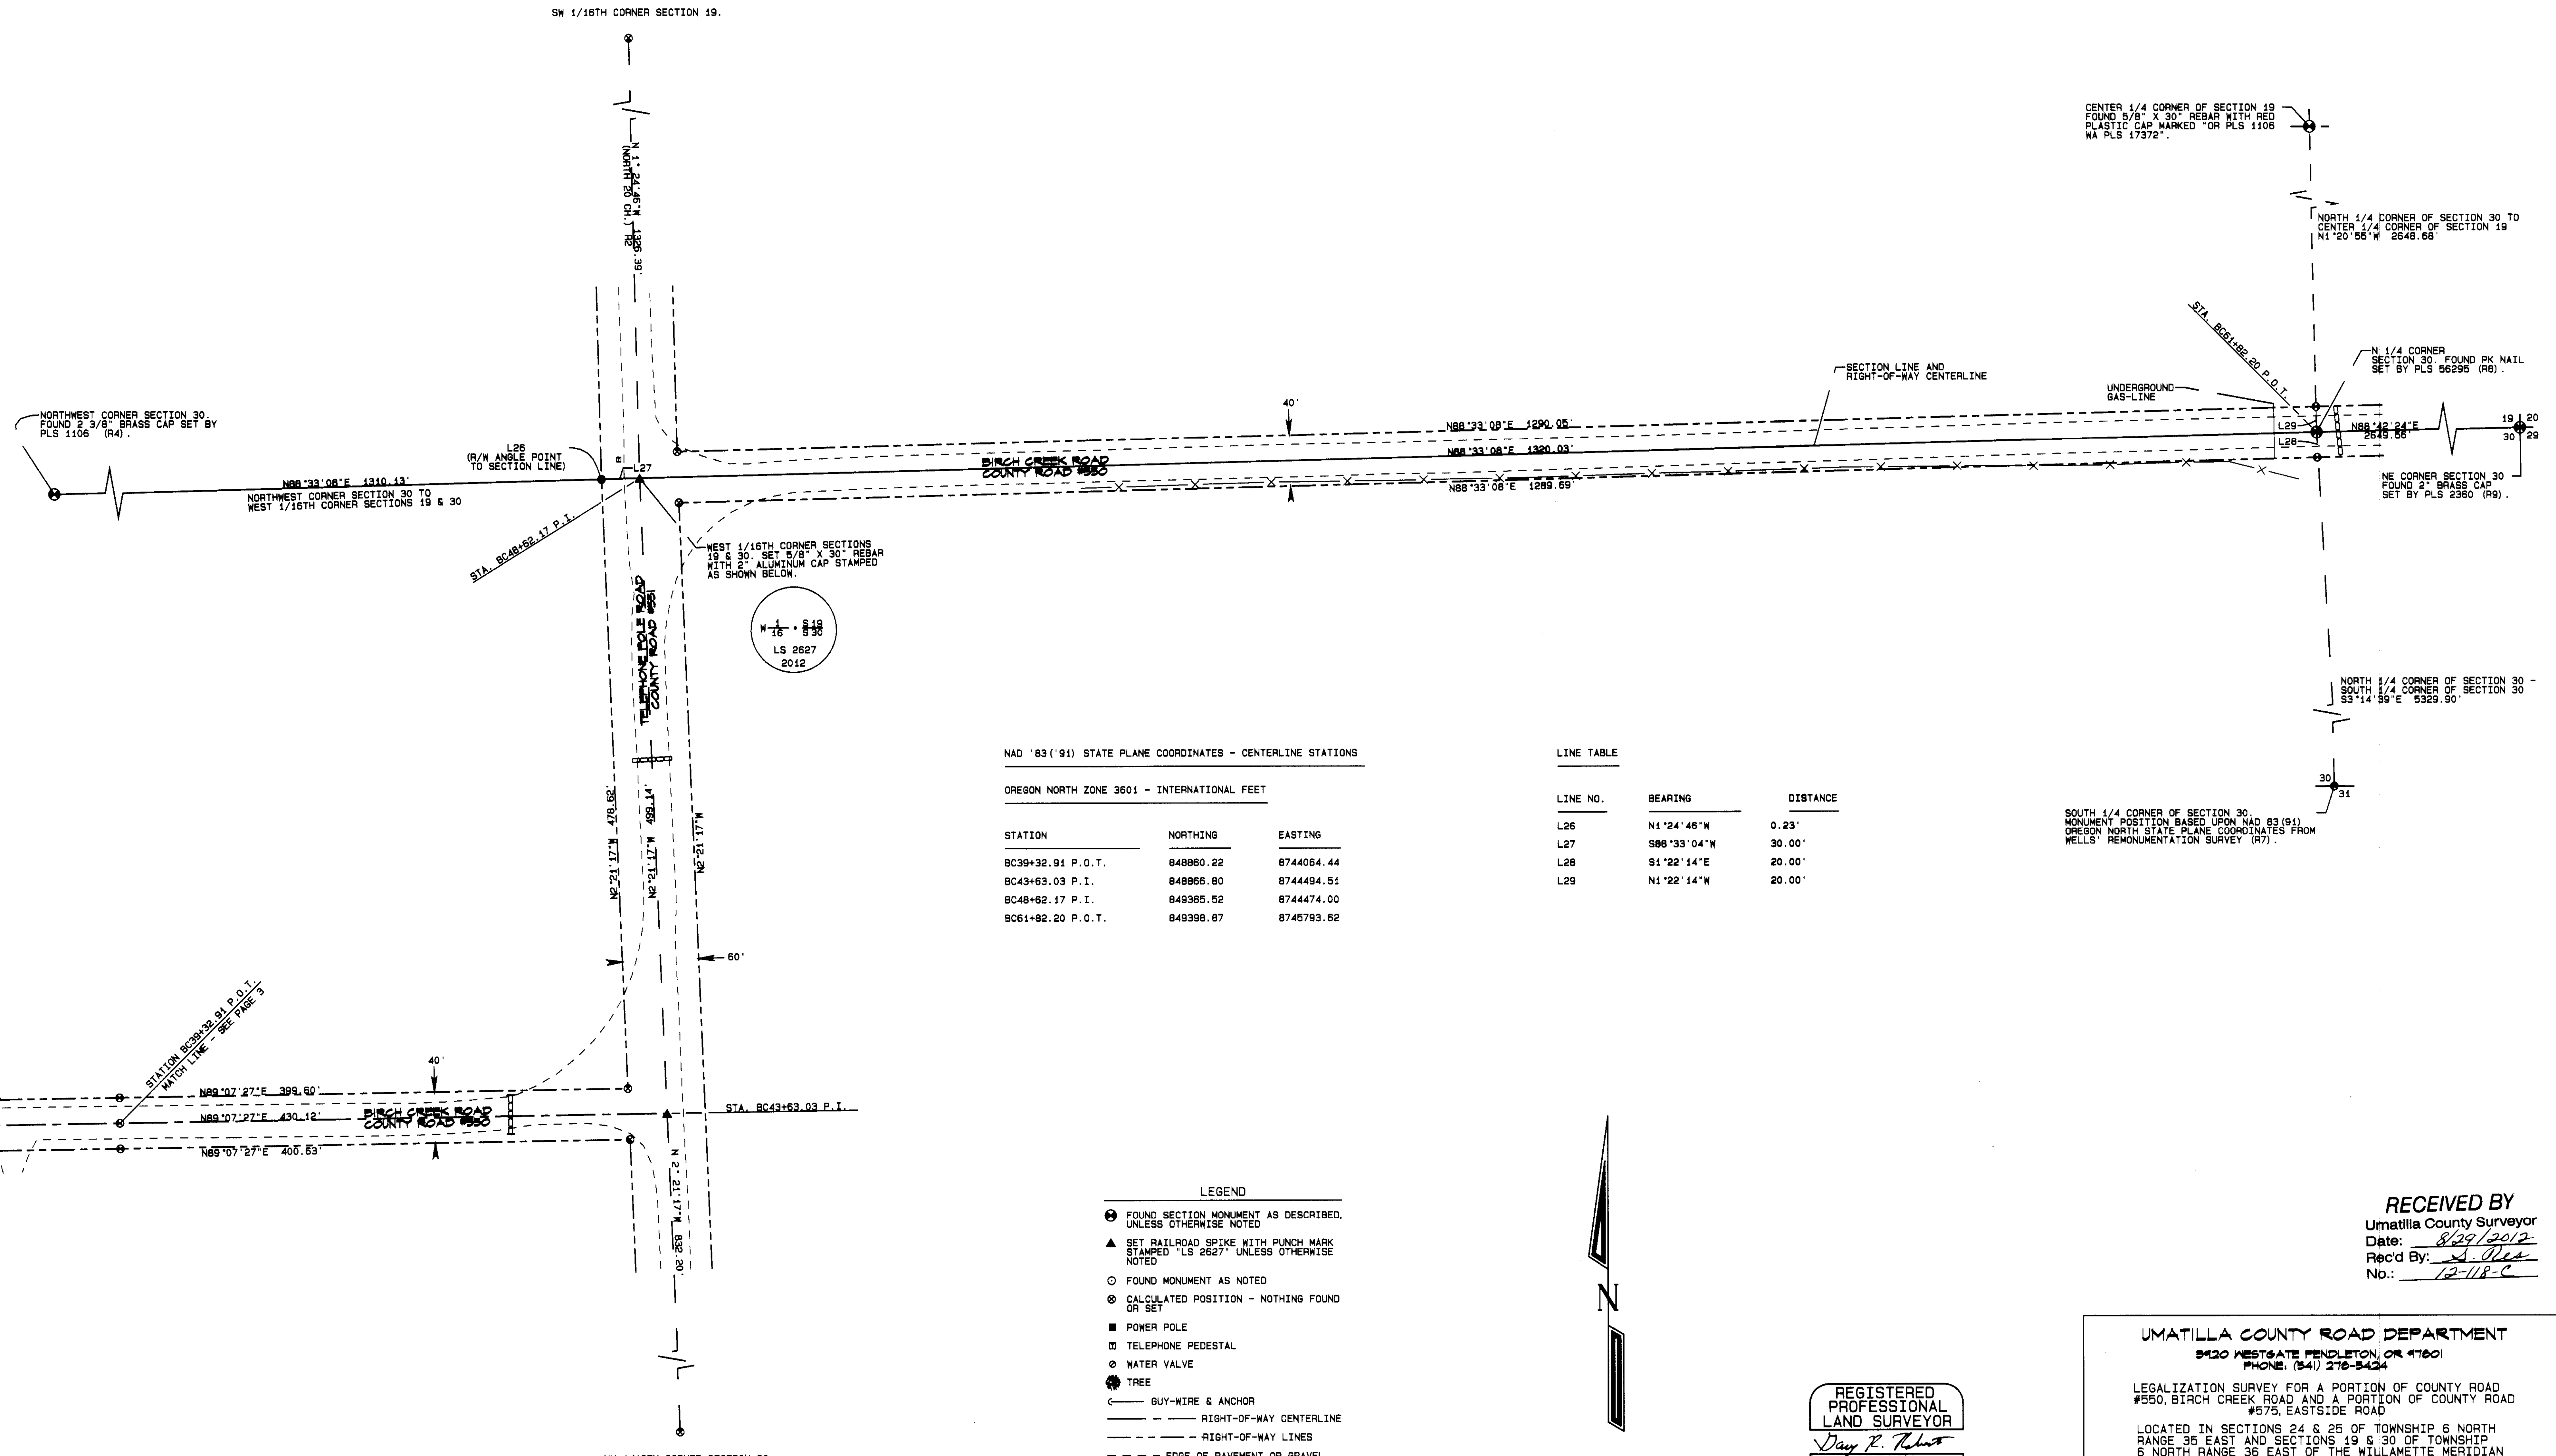 SW 1/16TH CORNER SECTION 19.
N 1°24'46"W 1326.39'
(NORTH 20 CH.) R2
CENTER 1/4 CORNER OF SECTION 19
FOUND 5/8" X 30" REBAR WITH RED
PLASTIC CAP MARKED "OR PLS 1106
WA PLS 17372".
NORTH 1/4 CORNER OF SECTION 30 TO
CENTER 1/4 CORNER OF SECTION 19
N1°20'55"W 2648.68'
STA. BC61+82.20 P.O.T.
N 1/4 CORNER
SECTION 30. FOUND PK NAIL
SET BY PLS 56295 (R8).
SECTION LINE AND
RIGHT-OF-WAY CENTERLINE
UNDERGROUND
GAS-LINE
NORTHWEST CORNER SECTION 30.
FOUND 2 3/8" BRASS CAP SET BY
PLS 1106 (R4).
L26
(R/W ANGLE POINT
TO SECTION LINE)
L27
N88°33'08"E 1310.13'
NORTHWEST CORNER SECTION 30 TO
WEST 1/16TH CORNER SECTIONS 19 & 30
40'
N88°33'08"E 1290.05'
N88°33'08"E 1320.03'
BIRCH CREEK ROAD
COUNTY ROAD #550
N88°33'08"E 1289.69'
L29
L28
N88°42'24"E
2649.56'
19 20
30 29
NE CORNER SECTION 30
FOUND 2" BRASS CAP
SET BY PLS 2360 (R9).
STA. BC48+62.17 P.I.
WEST 1/16TH CORNER SECTIONS
19 & 30. SET 5/8" X 30" REBAR
WITH 2" ALUMINUM CAP STAMPED
AS SHOWN BELOW.
W 1/16 · S19/S30
LS 2627
2012
TELEPHONE POLE ROAD
COUNTY ROAD #551
N2°21'17"W 478.62'
N2°21'17"W 499.14'
N2°21'17"W
60'
NORTH 1/4 CORNER OF SECTION 30 -
SOUTH 1/4 CORNER OF SECTION 30
S3°14'39"E 5329.90'
30
31
SOUTH 1/4 CORNER OF SECTION 30.
MONUMENT POSITION BASED UPON NAD 83(91)
OREGON NORTH STATE PLANE COORDINATES FROM
WELLS' REMONUMENTATION SURVEY (R7).
NAD '83('91) STATE PLANE COORDINATES - CENTERLINE STATIONS
OREGON NORTH ZONE 3601 - INTERNATIONAL FEET
STATION NORTHING EASTING
BC39+32.91 P.O.T. 848860.22 8744064.44
BC43+63.03 P.I. 848866.80 8744494.51
BC48+62.17 P.I. 849365.52 8744474.00
BC61+82.20 P.O.T. 849398.87 8745793.62
LINE TABLE
LINE NO. BEARING DISTANCE
L26 N1°24'46"W 0.23'
L27 S88°33'04"W 30.00'
L28 S1°22'14"E 20.00'
L29 N1°22'14"W 20.00'
STATION BC39+32.91 P.O.T.
MATCH LINE - SEE PAGE 3
40'
N89°07'27"E 399.60'
N89°07'27"E 430.12'
BIRCH CREEK ROAD
COUNTY ROAD #550
N89°07'27"E 400.63'
STA. BC43+63.03 P.I.
N 2°21'17"W 832.20'
LEGEND
FOUND SECTION MONUMENT AS DESCRIBED,
UNLESS OTHERWISE NOTED
SET RAILROAD SPIKE WITH PUNCH MARK
STAMPED "LS 2627" UNLESS OTHERWISE
NOTED
FOUND MONUMENT AS NOTED
CALCULATED POSITION - NOTHING FOUND
OR SET
POWER POLE
TELEPHONE PEDESTAL
WATER VALVE
TREE
GUY-WIRE & ANCHOR
RIGHT-OF-WAY CENTERLINE
RIGHT-OF-WAY LINES
EDGE OF PAVEMENT OR GRAVEL
N
RECEIVED BY
Umatilla County Surveyor
Date: 8/29/2012
Rec'd By: S.
No.: 12-118-C
REGISTERED
PROFESSIONAL
LAND SURVEYOR
UMATILLA COUNTY ROAD DEPARTMENT
3920 WESTGATE PENDLETON, OR 97801
PHONE: (541) 278-5424
LEGALIZATION SURVEY FOR A PORTION OF COUNTY ROAD
#550, BIRCH CREEK ROAD AND A PORTION OF COUNTY ROAD
#575, EASTSIDE ROAD
LOCATED IN SECTIONS 24 & 25 OF TOWNSHIP 6 NORTH
RANGE 35 EAST AND SECTIONS 19 & 30 OF TOWNSHIP
6 NORTH RANGE 36 EAST OF THE WILLAMETTE MERIDIAN